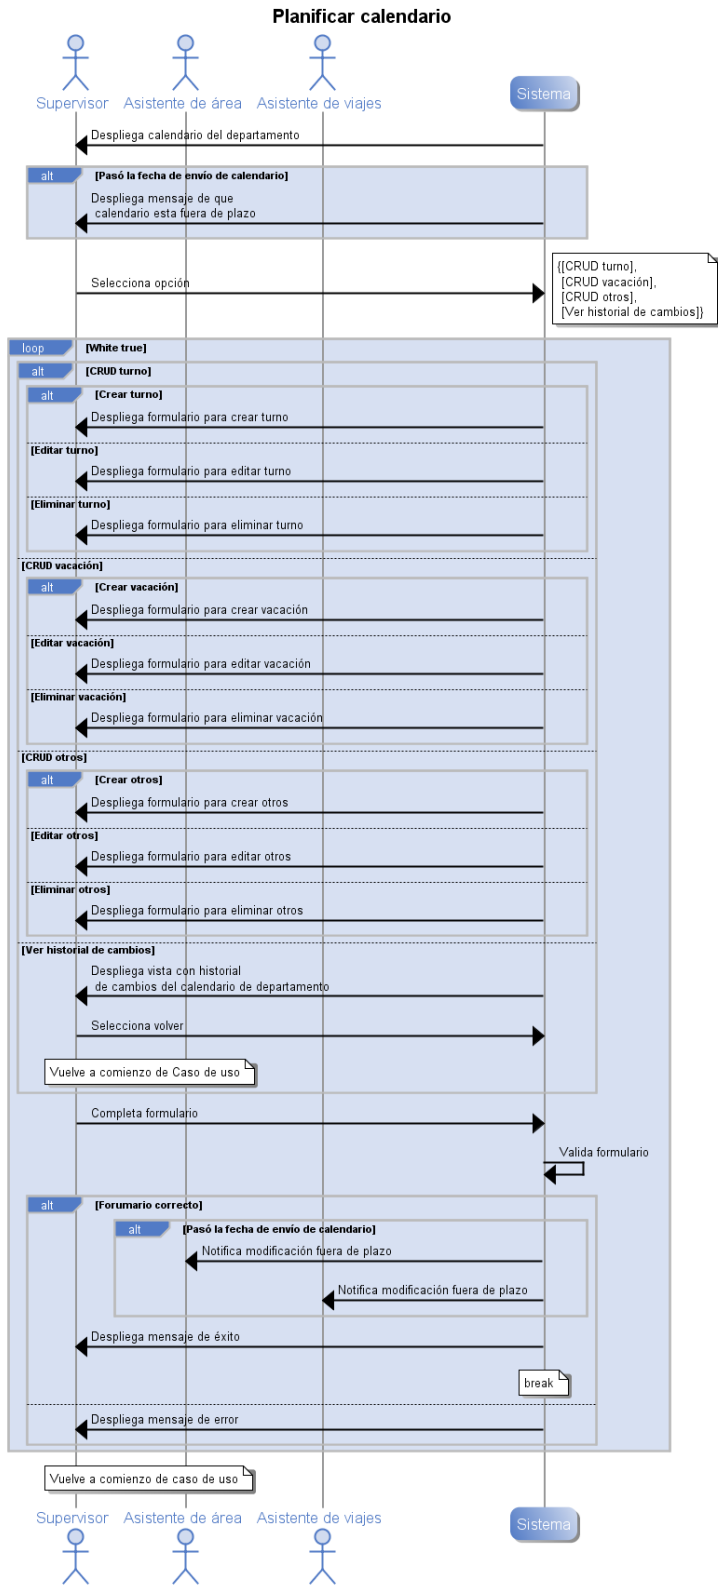 Planificar calendario
Supervisor
Asistente de área
Asistente de viajes
Sistema
Despliega calendario del departamento
alt
[Pasó la fecha de envío de calendario]
Despliega mensaje de que
calendario esta fuera de plazo
Selecciona opción
{[CRUD turno],
[CRUD vacación],
[CRUD otros],
[Ver historial de cambios]}
loop
[White true]
alt
[CRUD turno]
alt
[Crear turno]
Despliega formulario para crear turno
[Editar turno]
Despliega formulario para editar turno
[Eliminar turno]
Despliega formulario para eliminar turno
[CRUD vacación]
alt
[Crear vacación]
Despliega formulario para crear vacación
[Editar vacación]
Despliega formulario para editar vacación
[Eliminar vacación]
Despliega formulario para eliminar vacación
[CRUD otros]
alt
[Crear otros]
Despliega formulario para crear otros
[Editar otros]
Despliega formulario para editar otros
[Eliminar otros]
Despliega formulario para eliminar otros
[Ver historial de cambios]
Despliega vista con historial
de cambios del calendario de departamento
Selecciona volver
Vuelve a comienzo de Caso de uso
Completa formulario
Valida formulario
alt
[Forumario correcto]
alt
[Pasó la fecha de envío de calendario]
Notifica modificación fuera de plazo
Notifica modificación fuera de plazo
Despliega mensaje de éxito
break
Despliega mensaje de error
Vuelve a comienzo de caso de uso
Supervisor
Asistente de área
Asistente de viajes
Sistema